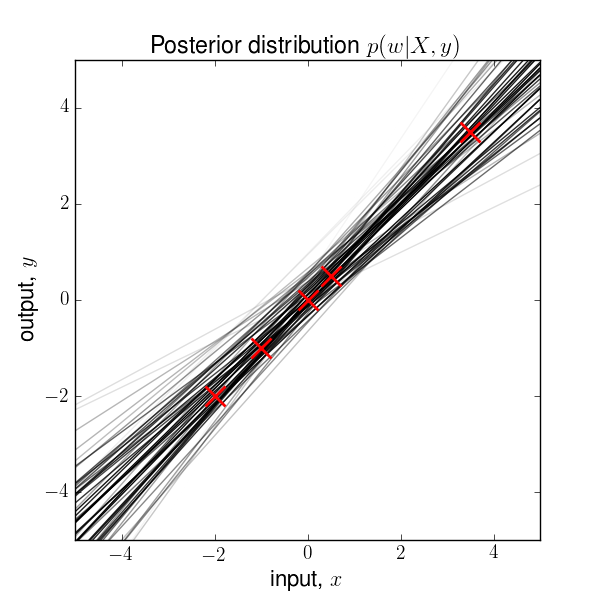 Posterior distribution p(w|X, y)
4
2
0
−2
−4
output, y
−4 −2 0 2 4
input, x